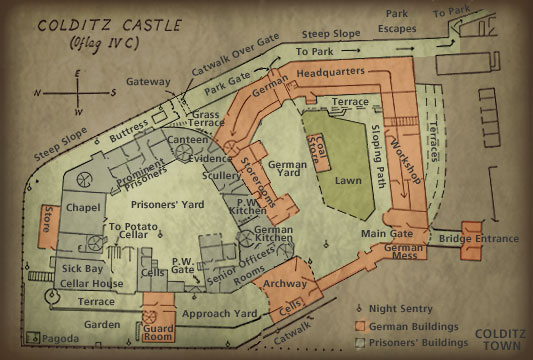 COLDITZ CASTLE
(Oflag IVC)
N
E
S
W
Park
Escapes
To Park
Steep Slope
To Park
Catwalk Over Gate
Park Gate
Gateway
German
Headquarters
Grass
Terrace
Terrace
Buttress
Steep Slope
Canteen
Evidence
Scullery
Prominent
Prisoners
Storerooms
German
Yard
Coal
Store
Lawn
Sloping Path
Workshop
Terraces
Chapel
Prisoners' Yard
P.W.
Kitchen
Store
To Potato
Cellar
German
Kitchen
Main Gate
Bridge Entrance
German
Mess
Sick Bay
Cells
P.W.
Gate
Senior Officers'
Rooms
Cellar House
Archway
Terrace
Cells
Garden
Guard
Room
Approach Yard
Catwalk
Pagoda
Night Sentry
German Buildings
Prisoners' Buildings
COLDITZ
TOWN